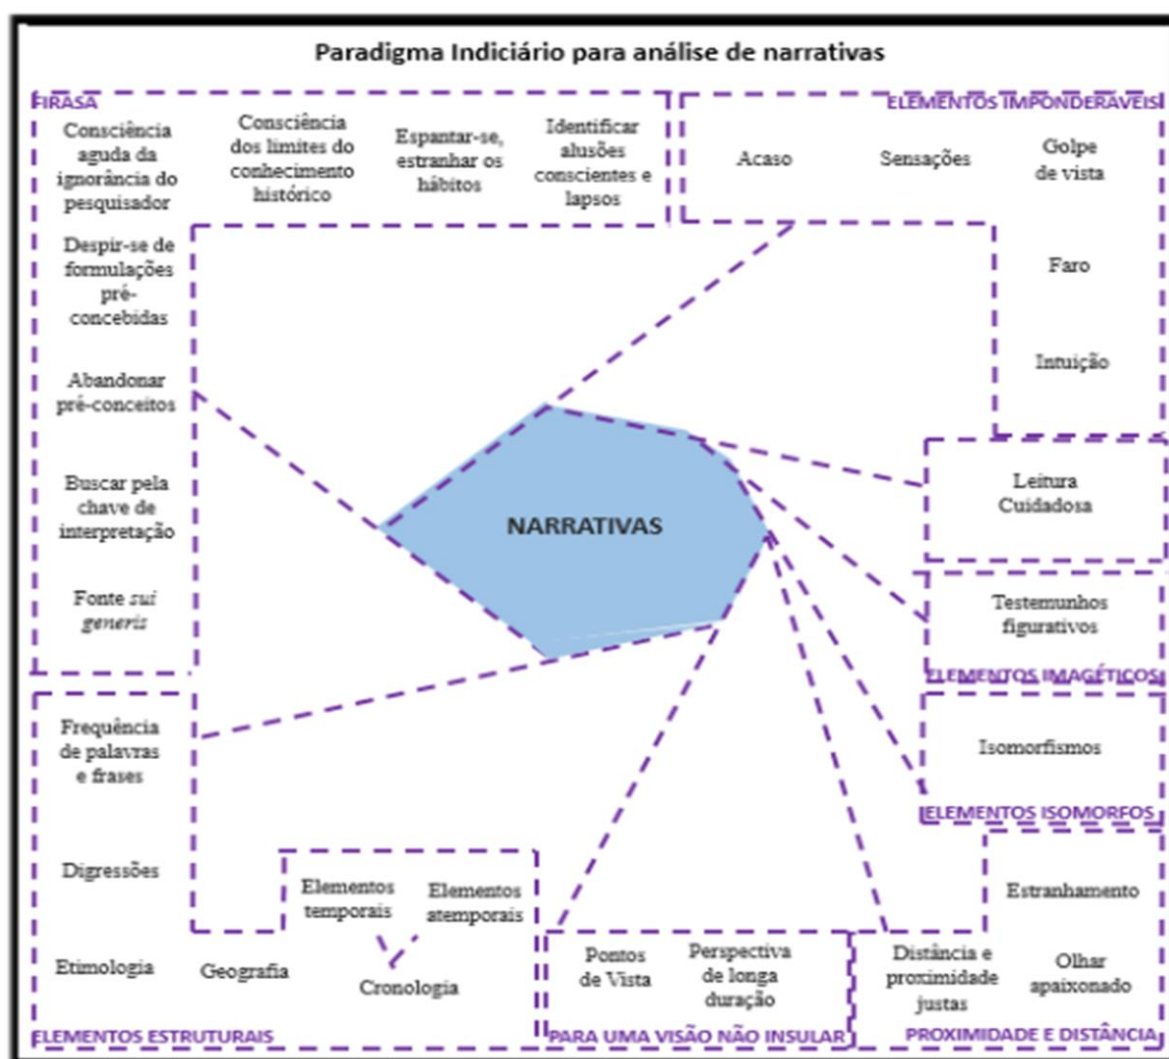 Paradigma Indiciário para análise de narrativas
FIRASA
Consciência
aguda da
ignorância do
pesquisador
Consciência
dos limites do
conhecimento
histórico
Espantar-se,
estranhar os
hábitos
Identificar
alusões
conscientes e
lapsos
Despir-se de
formulações
pré-
concebidas
Abandonar
pré-conceitos
Buscar pela
chave de
interpretação
Fonte sui
generis
ELEMENTOS IMPONDERÁVEIS
Acaso
Sensações
Golpe
de vista
Faro
Intuição
NARRATIVAS
Leitura
Cuidadosa
Testemunhos
figurativos
ELEMENTOS IMAGÉTICOS
Isomorfismos
ELEMENTOS ISOMORFOS
Frequência
de palavras
e frases
Digressões
Etimologia
Geografia
Elementos
temporais
Elementos
atemporais
Cronologia
ELEMENTOS ESTRUTURAIS
Pontos
de Vista
Perspectiva
de longa
duração
PARA UMA VISÃO NÃO INSULAR
Estranhamento
Distância e
proximidade
justas
Olhar
apaixonado
PROXIMIDADE E DISTÂNCIA